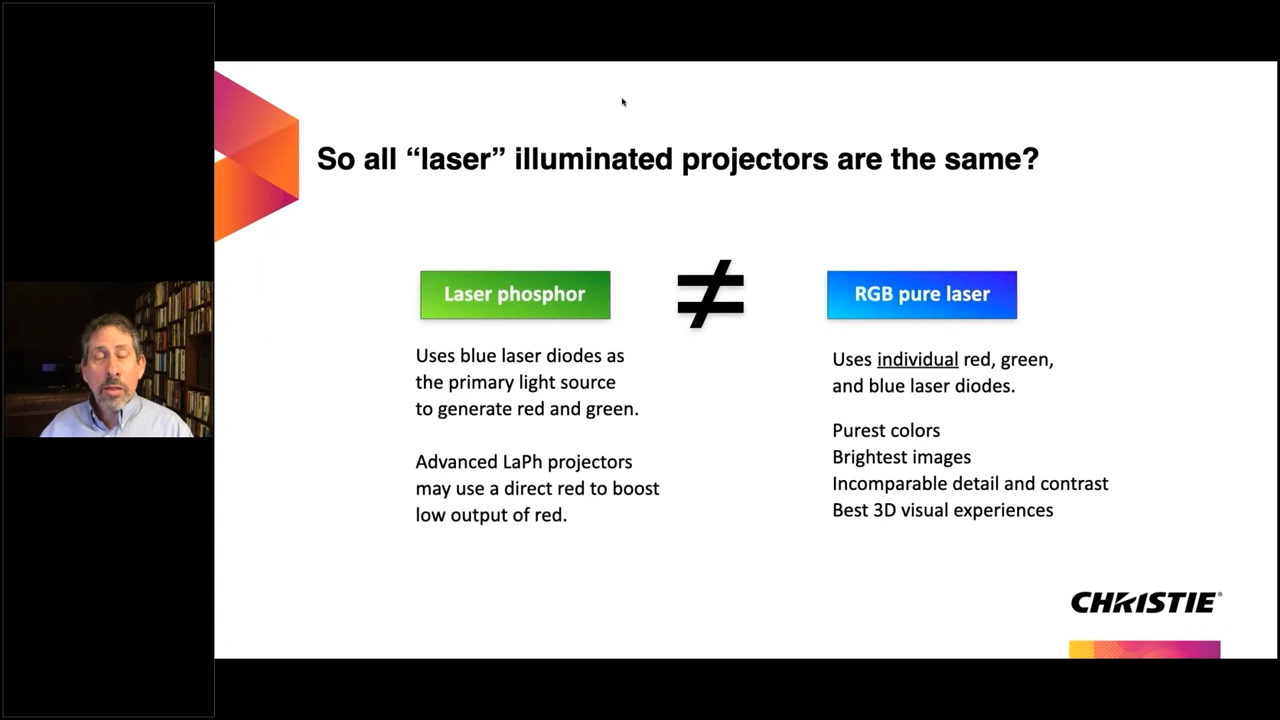 So all “laser” illuminated projectors are the same?
Laser phosphor
≠
RGB pure laser
Uses blue laser diodes as
the primary light source
to generate red and green.
Advanced LaPh projectors
may use a direct red to boost
low output of red.
Uses individual red, green,
and blue laser diodes.
Purest colors
Brightest images
Incomparable detail and contrast
Best 3D visual experiences
CHRISTIE®